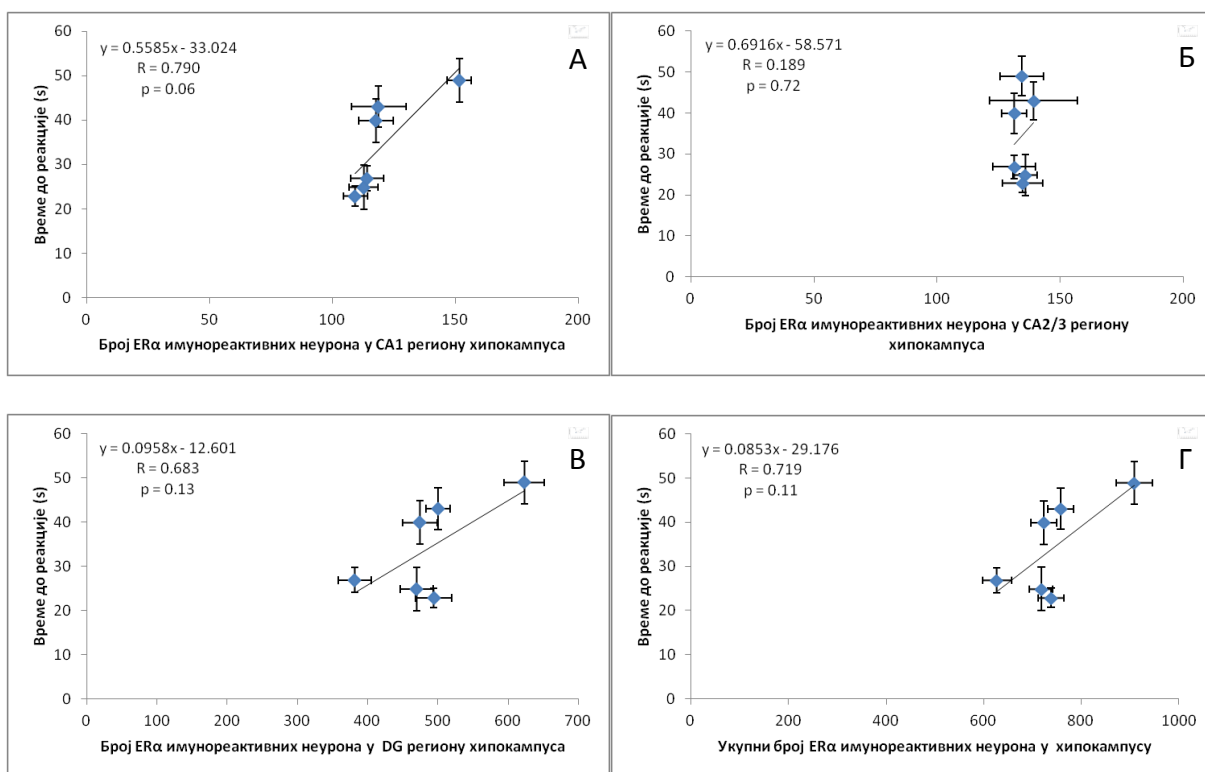 y = 0.5585x - 33.024
R = 0.790
p = 0.06
А
Време до реакције (s)
60
50
40
30
20
10
0
0 50 100 150 200
Број ERα имунореактивних неурона у CA1 региону хипокампуса
y = 0.6916x - 58.571
R = 0.189
p = 0.72
Б
Време до реакције (s)
60
50
40
30
20
10
0
0 50 100 150 200
Број ERα имунореактивних неурона у CA2/3 региону
хипокампуса
y = 0.0958x - 12.601
R = 0.683
p = 0.13
В
Време до реакције (s)
60
50
40
30
20
10
0
0 100 200 300 400 500 600 700
Број ERα имунореактивних неурона у DG региону хипокампуса
y = 0.0853x - 29.176
R = 0.719
p = 0.11
Г
Време до реакције (s)
60
50
40
30
20
10
0
0 200 400 600 800 1000
Укупни број ERα имунореактивних неурона у хипокампусу